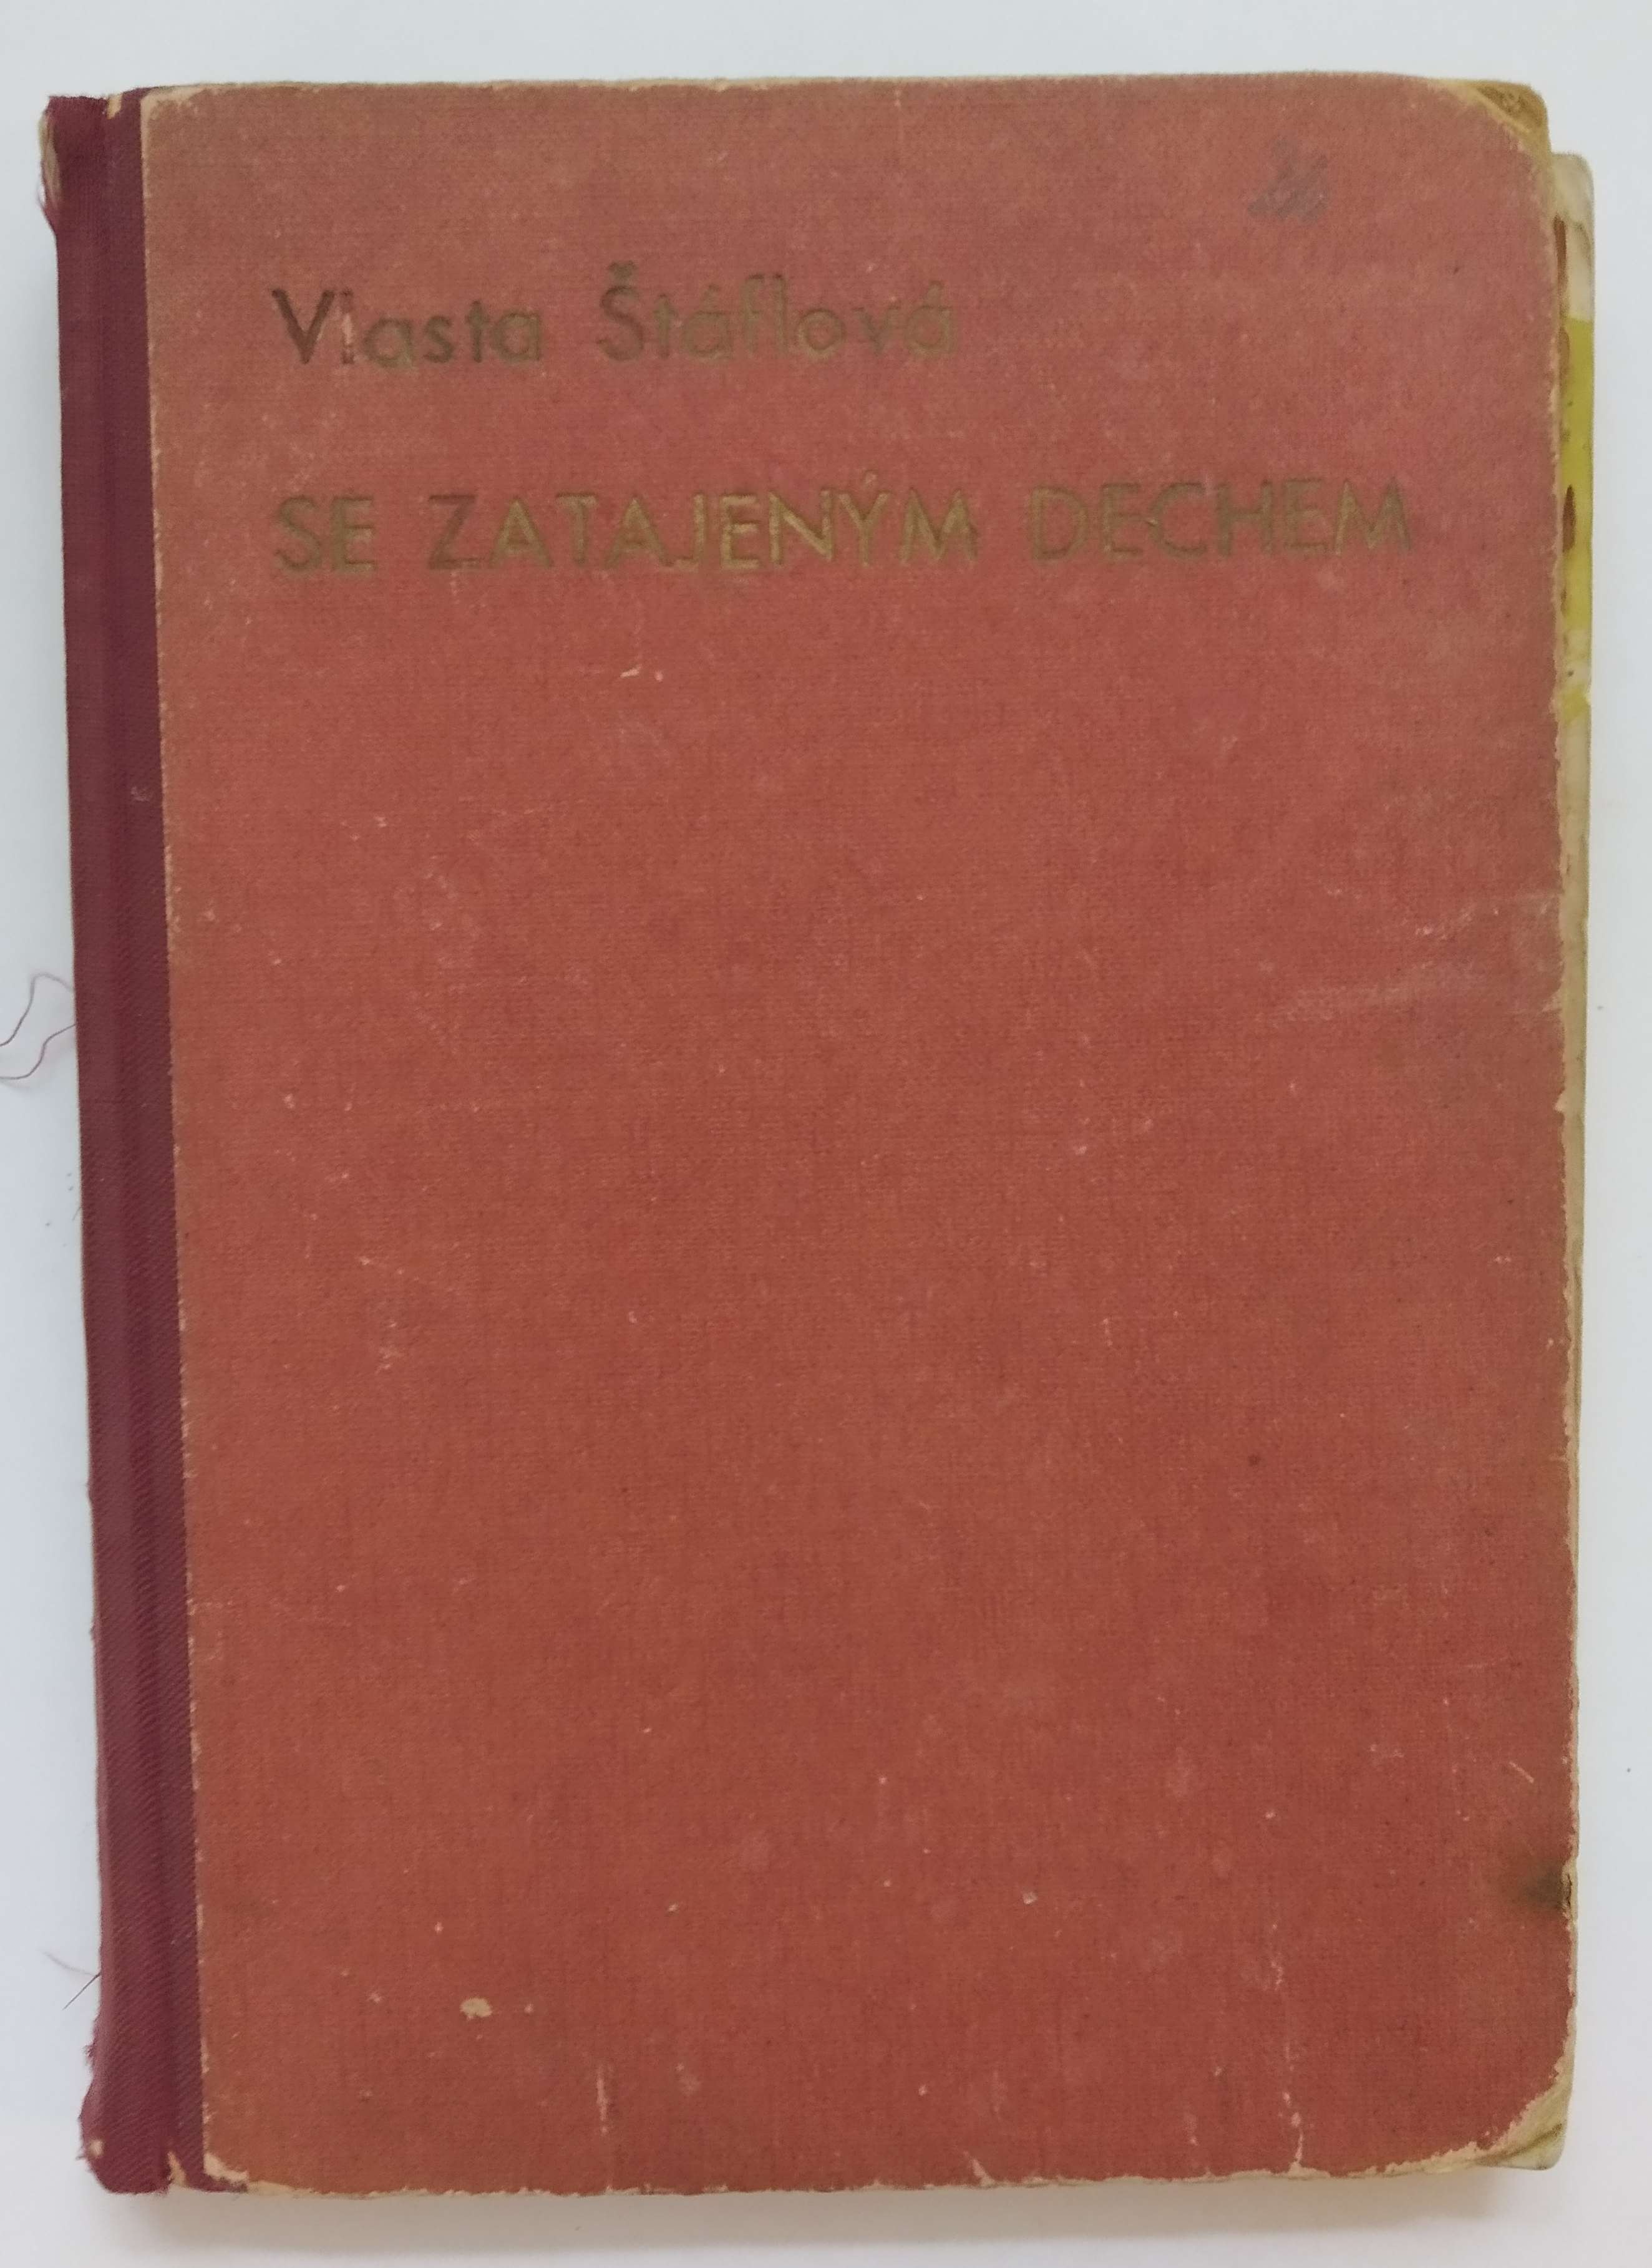 Vlasta Štáflová
SE ZATAJENÝM DECHEM